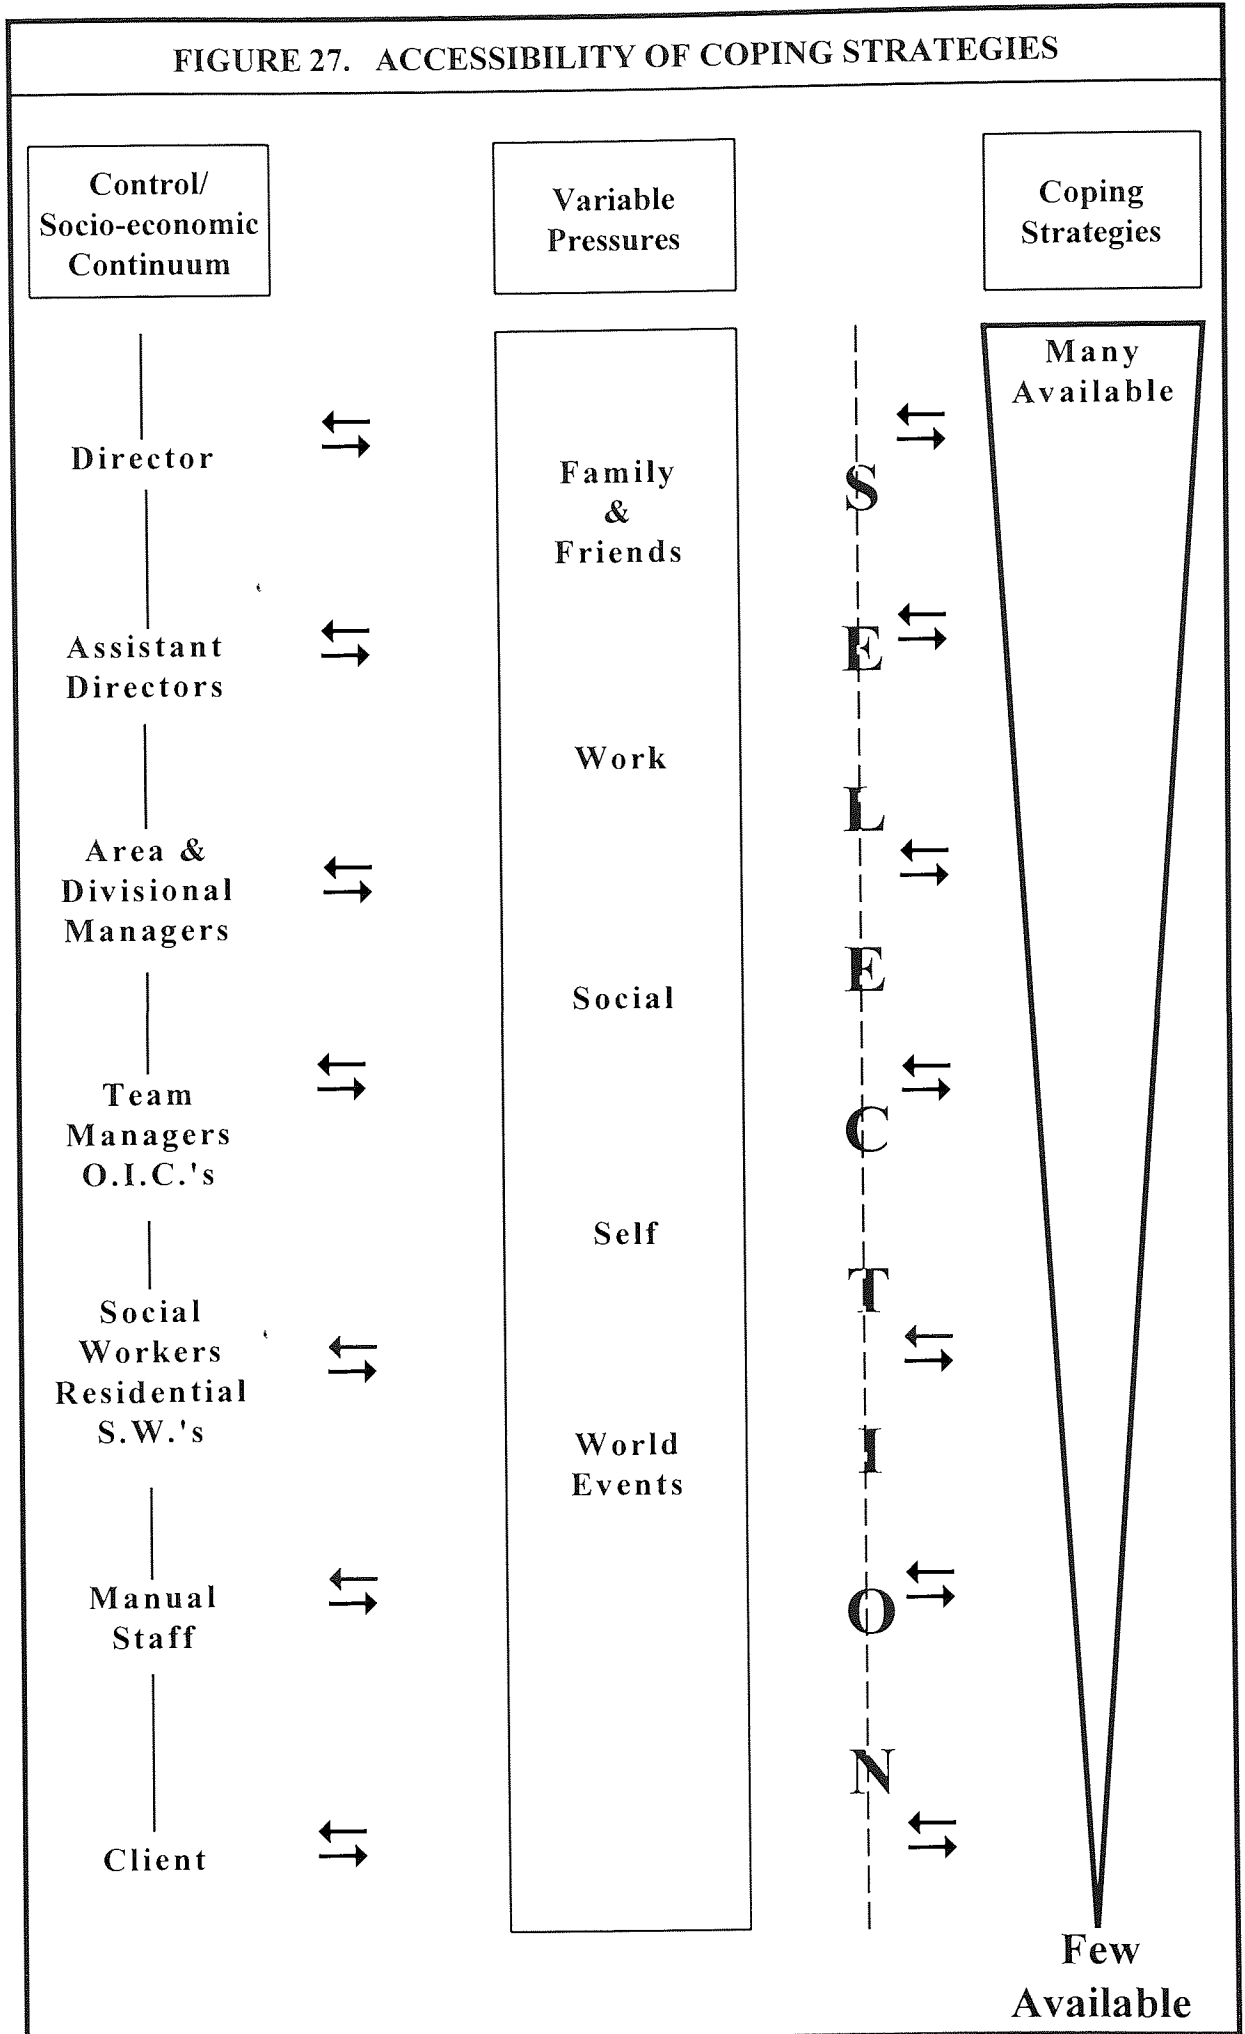 FIGURE 27. ACCESSIBILITY OF COPING STRATEGIES
Control/
Socio-economic
Continuum
Variable
Pressures
Coping
Strategies
Director
Assistant
Directors
Area &
Divisional
Managers
Team
Managers
O.I.C.'s
Social
Workers
Residential
S.W.'s
Manual
Staff
Client
Family
&
Friends
Work
Social
Self
World
Events
S
E
L
E
C
T
I
O
N
Many
Available
Few
Available